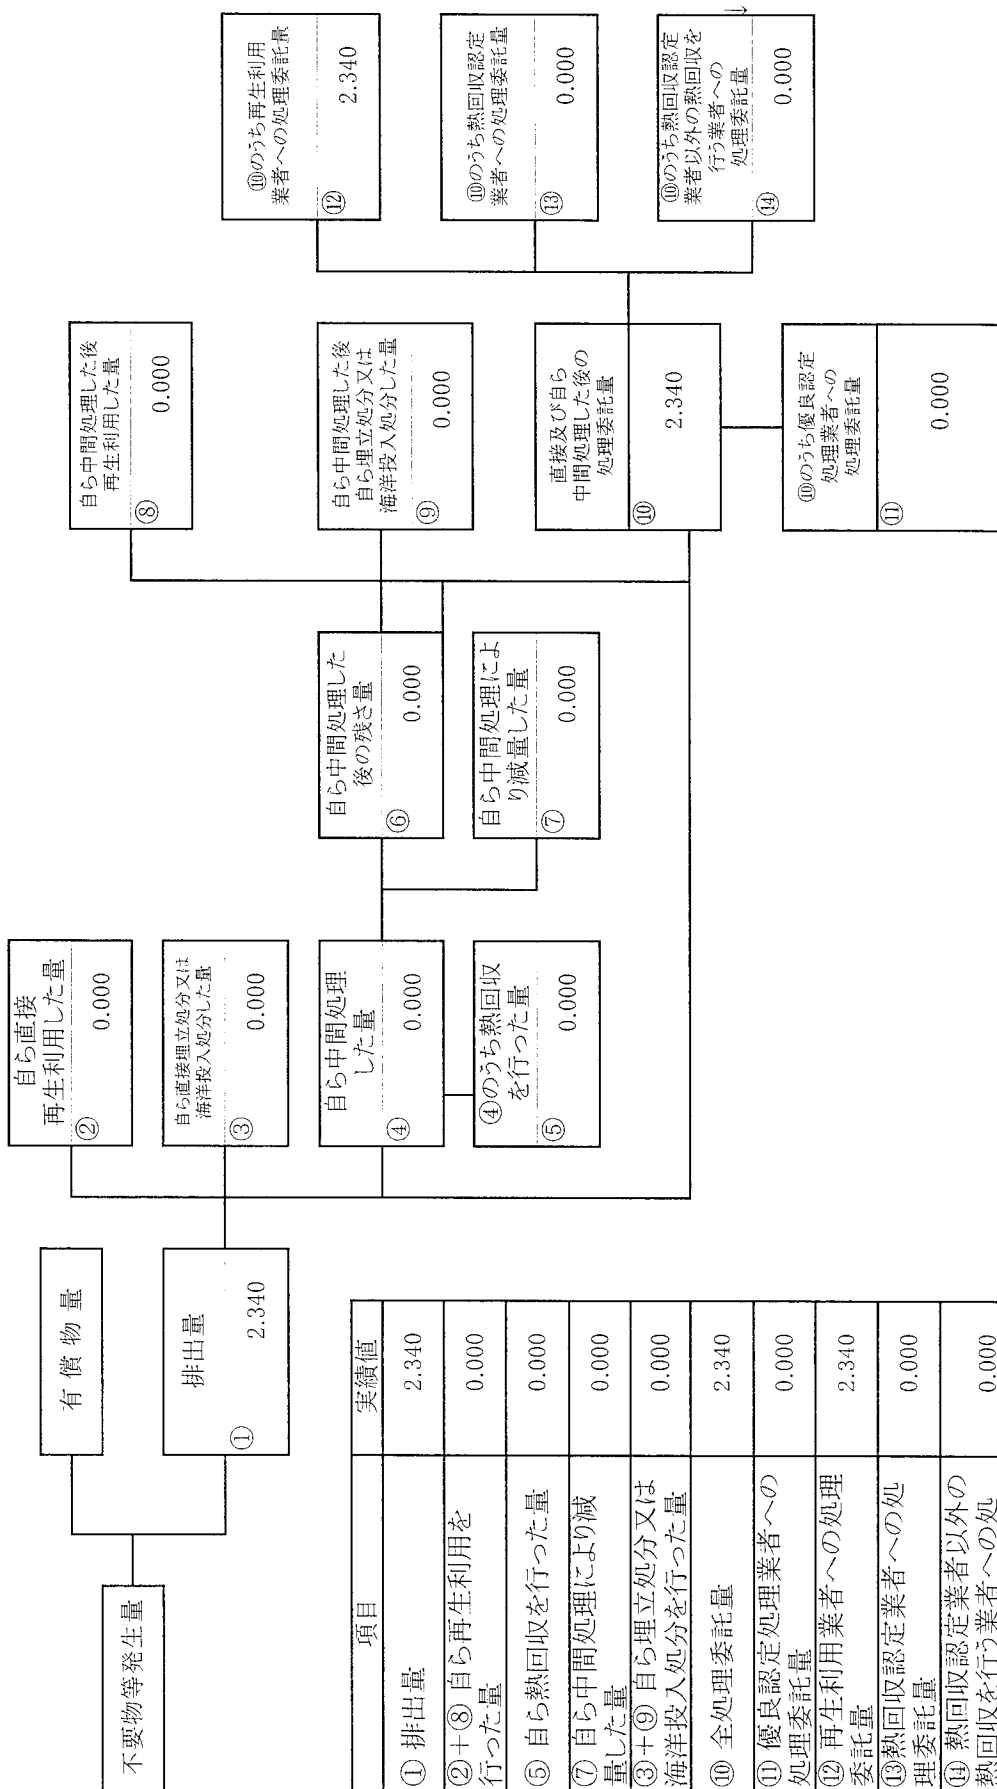 不要物等発生量
有 償 物 量
排出量
①
2.340
自ら直接
再生利用した量
②
0.000
自ら直接埋立処分又は
海洋投入処分した量
③
0.000
自ら中間処理
した量
④
0.000
④のうち熱回収
を行った量
⑤
0.000
自ら中間処理した
後の残さ量
⑥
0.000
自ら中間処理によ
り減量した量
⑦
0.000
自ら中間処理した後
再生利用した量
⑧
0.000
自ら中間処理した後
自ら埋立処分又は
海洋投入処分した量
⑨
0.000
直接及び自ら
中間処理した後の
処理委託量
⑩
2.340
⑩のうち優良認定
処理業者への
処理委託量
⑪
0.000
⑩のうち再生利用
業者への処理委託量
⑫
2.340
⑩のうち熱回収認定
業者への処理委託量
⑬
0.000
⑩のうち熱回収認定
業者以外の熱回収を
行う業者への
処理委託量
⑭
0.000
項目 実績値
① 排出量 2.340
②+⑧ 自ら再生利用を
行った量 0.000
⑤ 自ら熱回収を行った量 0.000
⑦ 自ら中間処理により減
量した量 0.000
③+⑨ 自ら埋立処分又は
海洋投入処分を行った量 0.000
⑩ 全処理委託量 2.340
⑪ 優良認定処理業者への
処理委託量 0.000
⑫ 再生利用業者への処理
委託量 2.340
⑬熱回収認定業者への処
理委託量 0.000
⑭ 熱回収認定業者以外の
熱回収を行う業者への処 0.000